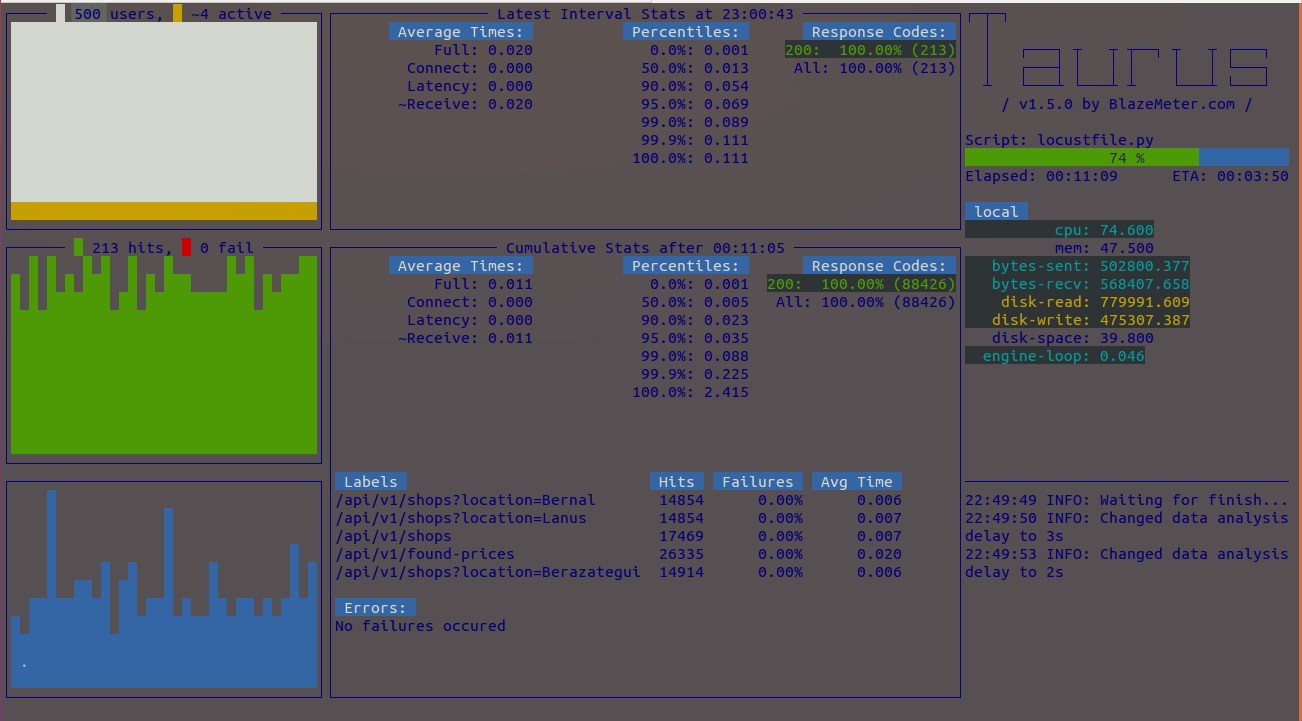 500 users, ~4 active
213 hits, 0 fail
Latest Interval Stats at 23:00:43
Average Times: Percentiles: Response Codes:
Full: 0.020 0.0%: 0.001 200: 100.00% (213)
Connect: 0.000 50.0%: 0.013 All: 100.00% (213)
Latency: 0.000 90.0%: 0.054
~Receive: 0.020 95.0%: 0.069
99.0%: 0.089
99.9%: 0.111
100.0%: 0.111
Cumulative Stats after 00:11:05
Average Times: Percentiles: Response Codes:
Full: 0.011 0.0%: 0.001 200: 100.00% (88426)
Connect: 0.000 50.0%: 0.005 All: 100.00% (88426)
Latency: 0.000 90.0%: 0.023
~Receive: 0.011 95.0%: 0.035
99.0%: 0.088
99.9%: 0.225
100.0%: 2.415
Labels Hits Failures Avg Time
/api/v1/shops?location=Bernal 14854 0.00% 0.006
/api/v1/shops?location=Lanus 14854 0.00% 0.007
/api/v1/shops 17469 0.00% 0.007
/api/v1/found-prices 26335 0.00% 0.020
/api/v1/shops?location=Berazategui 14914 0.00% 0.006
Errors:
No failures occured
Taurus
/ v1.5.0 by BlazeMeter.com /
Script: locustfile.py
74 %
Elapsed: 00:11:09 ETA: 00:03:50
local
cpu: 74.600
mem: 47.500
bytes-sent: 502800.377
bytes-recv: 568407.658
disk-read: 779991.609
disk-write: 475307.387
disk-space: 39.800
engine-loop: 0.046
22:49:49 INFO: Waiting for finish...
22:49:50 INFO: Changed data analysis
delay to 3s
22:49:53 INFO: Changed data analysis
delay to 2s